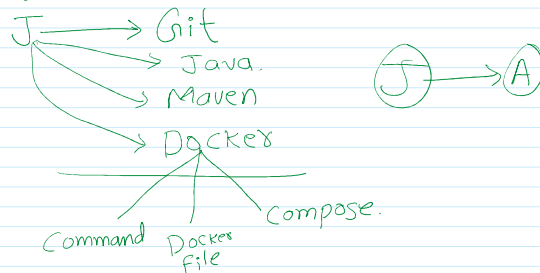 J Git
Java.
Maven
J A
Docker
Compose.
Command Docker
File